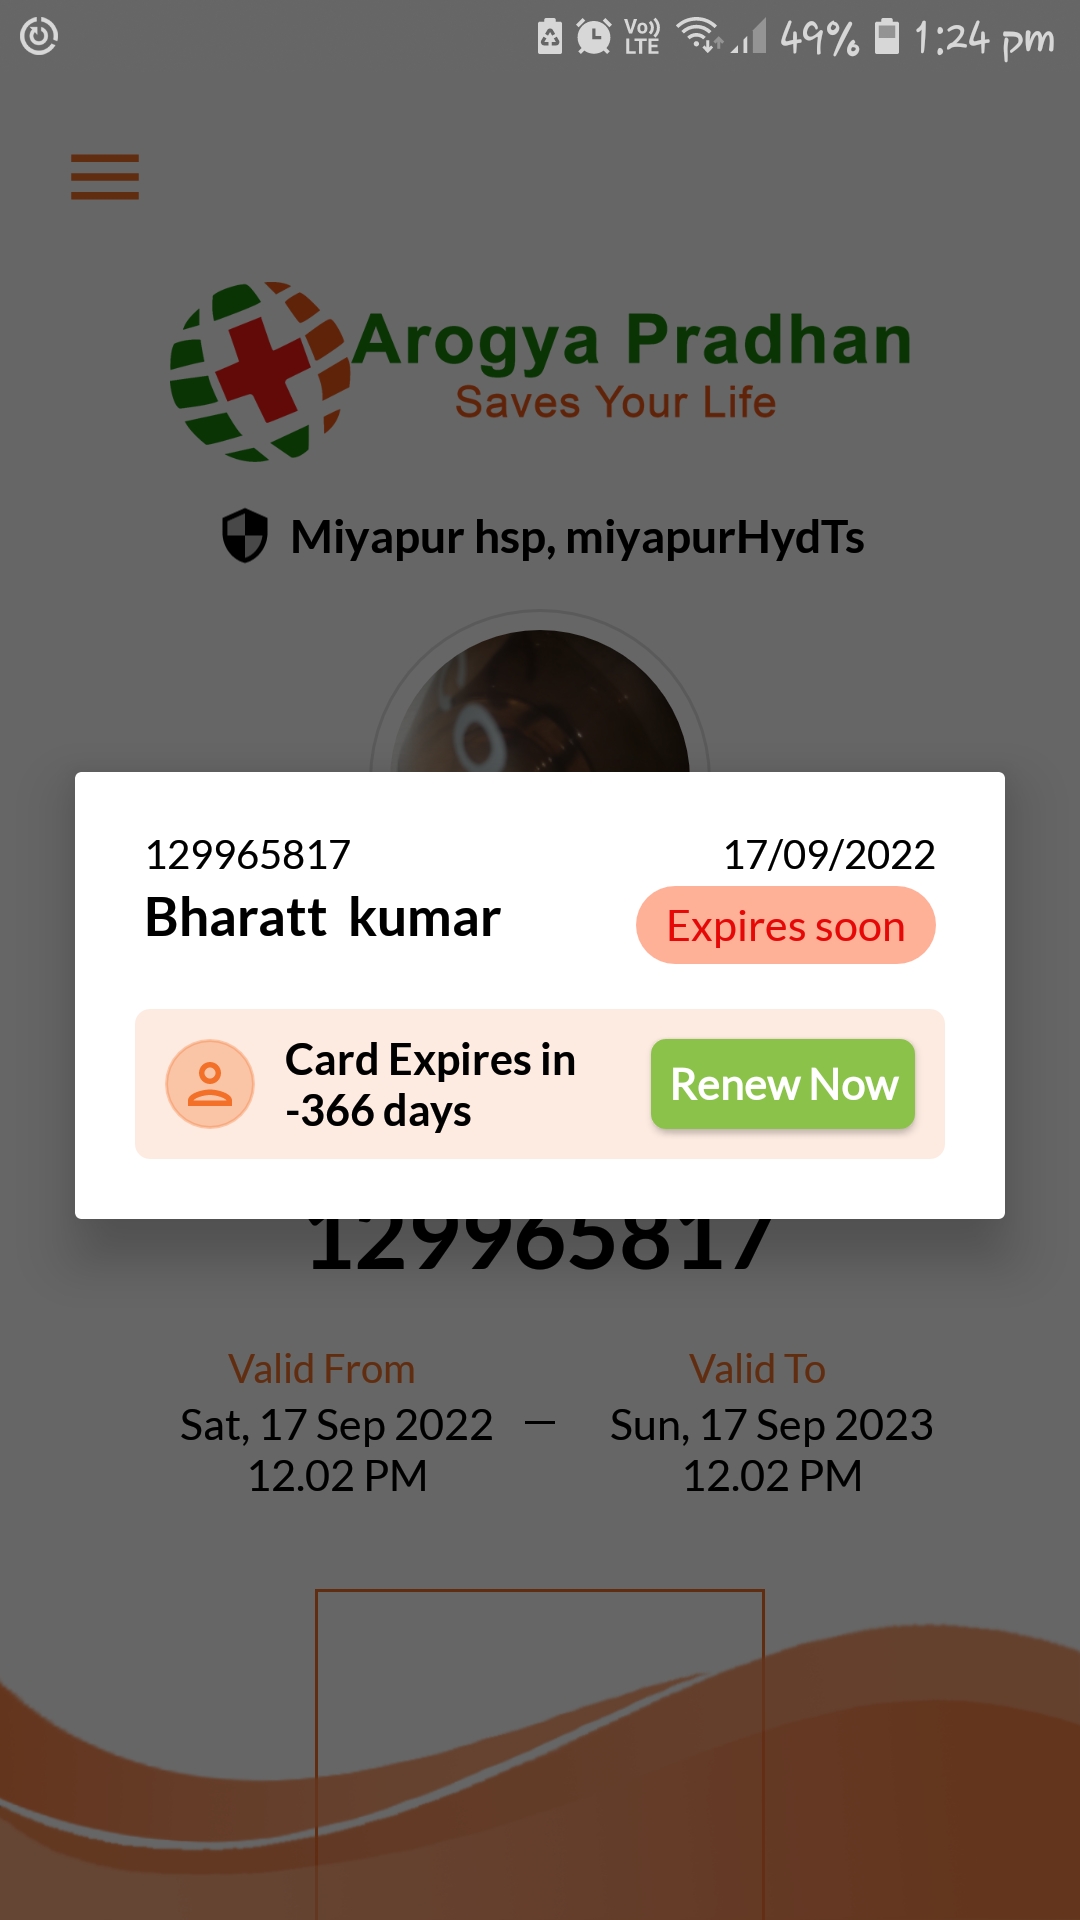 Vo)) LTE 49% 1:24 pm
Arogya Pradhan
Saves Your Life
Miyapur hsp, miyapurHydTs
129965817
17/09/2022
Bharatt kumar
Expires soon
Card Expires in
-366 days
Renew Now
129965817
Valid From
Valid To
Sat, 17 Sep 2022
12.02 PM
—
Sun, 17 Sep 2023
12.02 PM